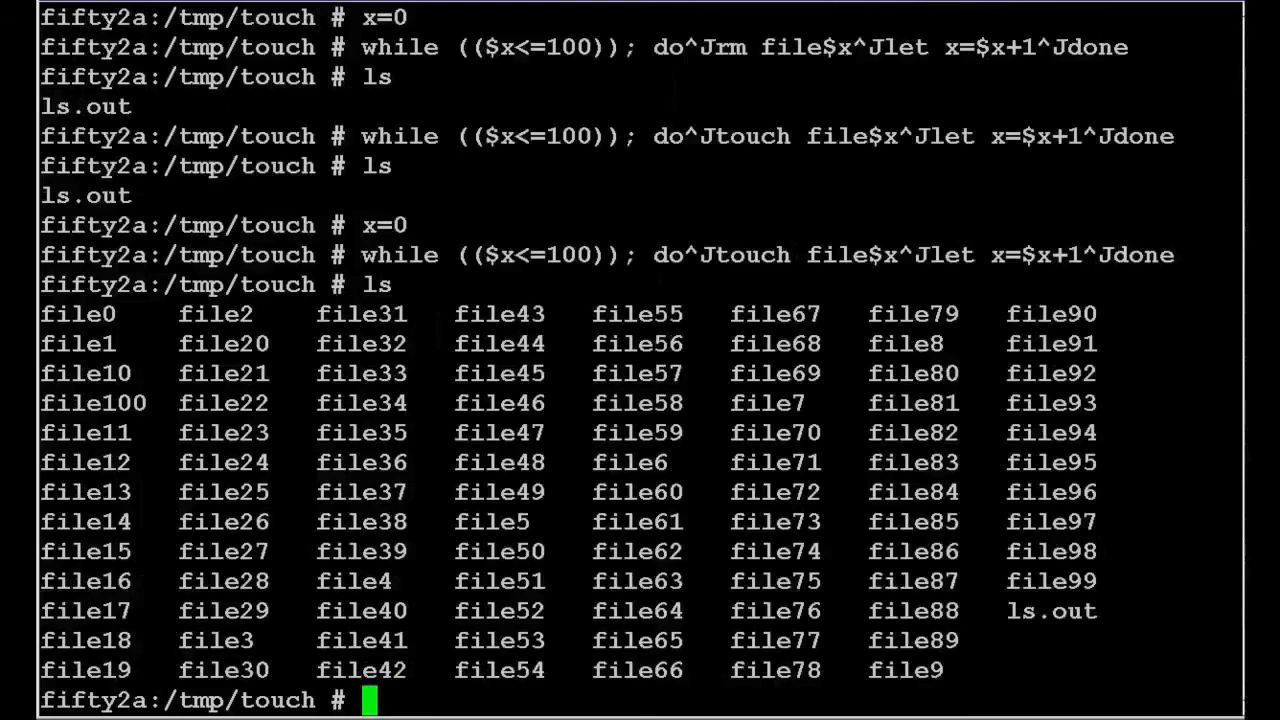 fifty2a:/tmp/touch # x=0
fifty2a:/tmp/touch # while (($x<=100)); do^Jrm file$x^Jlet x=$x+1^Jdone
fifty2a:/tmp/touch # ls
ls.out
fifty2a:/tmp/touch # while (($x<=100)); do^Jtouch file$x^Jlet x=$x+1^Jdone
fifty2a:/tmp/touch # ls
ls.out
fifty2a:/tmp/touch # x=0
fifty2a:/tmp/touch # while (($x<=100)); do^Jtouch file$x^Jlet x=$x+1^Jdone
fifty2a:/tmp/touch # ls
file0 file2 file31 file43 file55 file67 file79 file90
file1 file20 file32 file44 file56 file68 file8 file91
file10 file21 file33 file45 file57 file69 file80 file92
file100 file22 file34 file46 file58 file7 file81 file93
file11 file23 file35 file47 file59 file70 file82 file94
file12 file24 file36 file48 file6 file71 file83 file95
file13 file25 file37 file49 file60 file72 file84 file96
file14 file26 file38 file5 file61 file73 file85 file97
file15 file27 file39 file50 file62 file74 file86 file98
file16 file28 file4 file51 file63 file75 file87 file99
file17 file29 file40 file52 file64 file76 file88 ls.out
file18 file3 file41 file53 file65 file77 file89
file19 file30 file42 file54 file66 file78 file9
fifty2a:/tmp/touch #